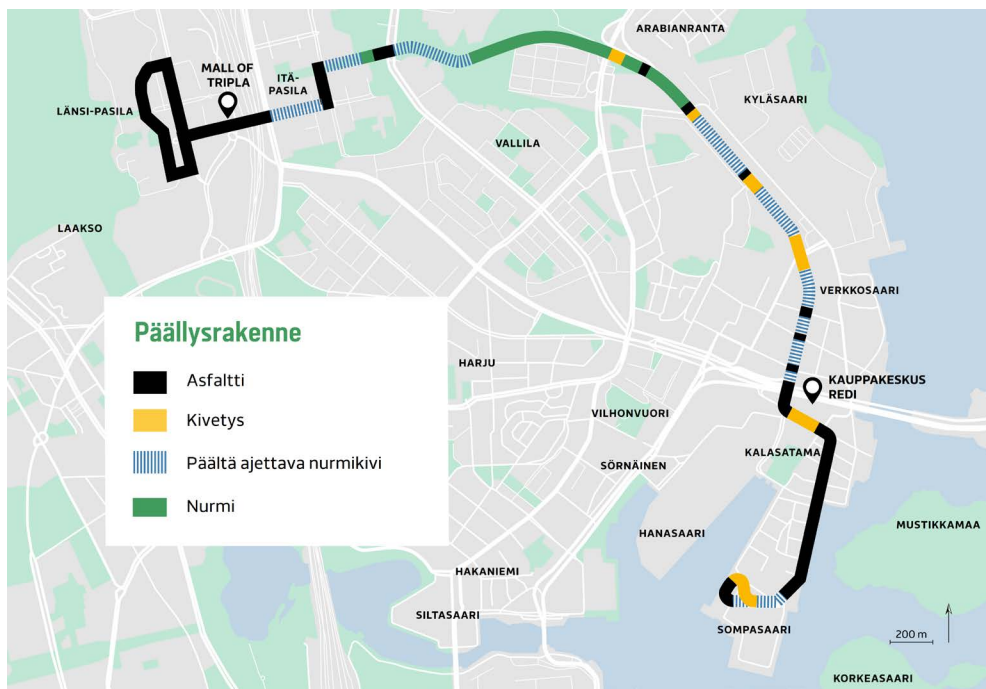 ARABIANRANTA
MALL OF
TRIPLA
ITÄ-
PASILA
LÄNSI-PASILA
KYLÄSAARI
VALLILA
LAAKSO
VERKKOSAARI
Päällysrakenne
Asfaltti
Kivetys
Päältä ajettava nurmikivi
Nurmi
HARJU
KAUPPAKESKUS
REDI
VILHONVUORI
KALASATAMA
SÖRNÄINEN
HANASAARI
MUSTIKKAMAA
HAKANIEMI
SILTASAARI
SOMPASAARI
200 m
KORKEASAARI